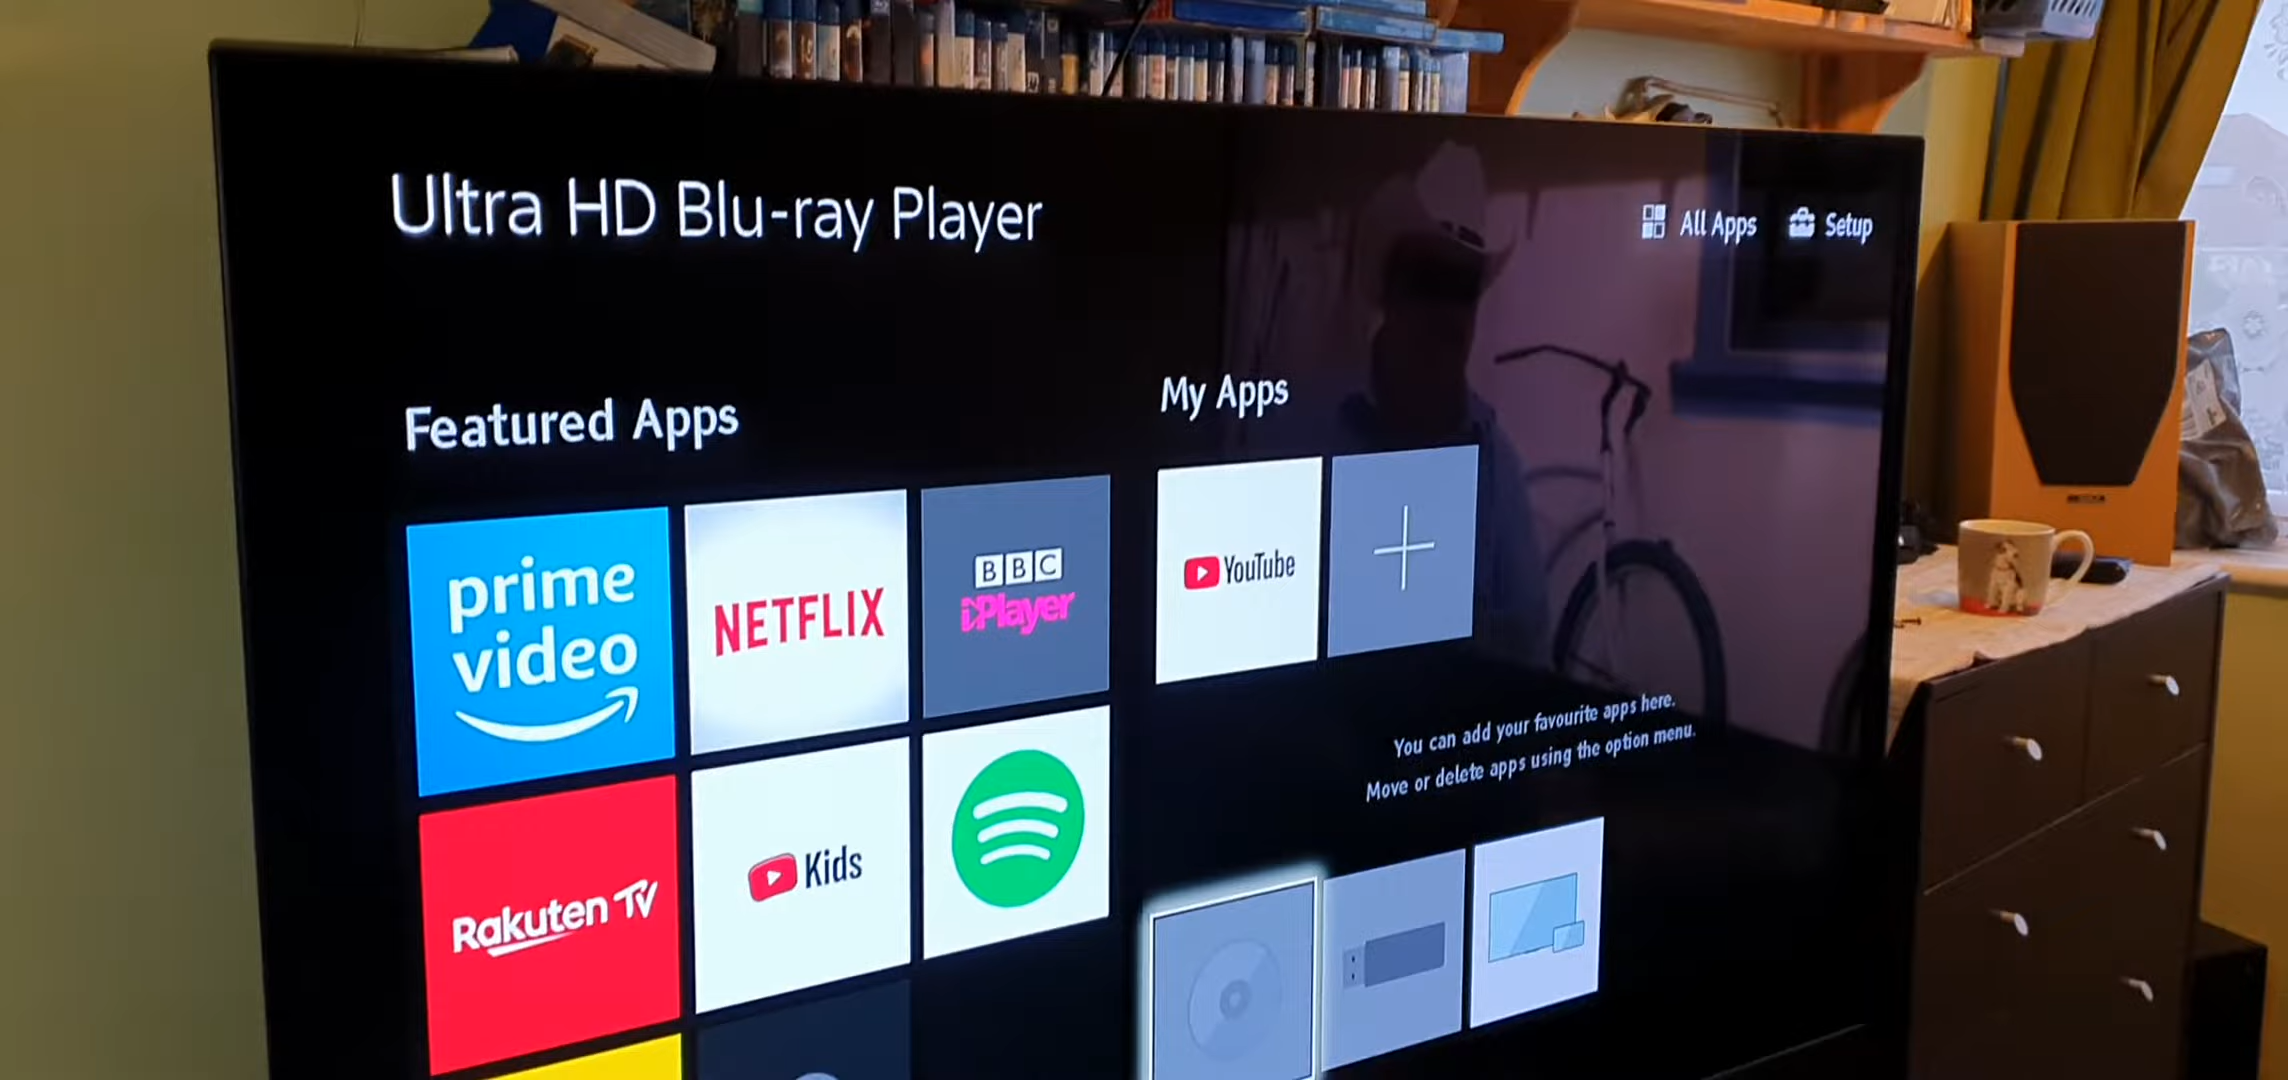 Ultra HD Blu-ray Player
All Apps
Setup
Featured Apps
My Apps
prime
video
NETFLIX
BBC
iPlayer
YouTube
You can add your favourite apps here.
Move or delete apps using the option menu.
Rakuten TV
Kids